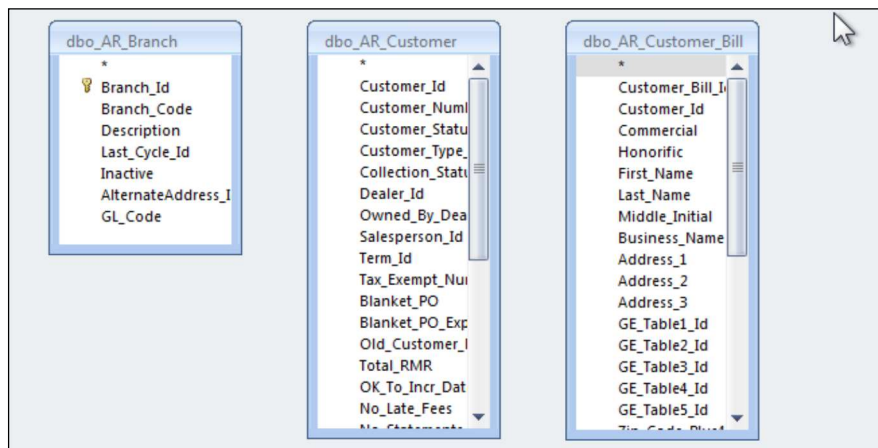 dbo_AR_Branch
*
Branch_Id
Branch_Code
Description
Last_Cycle_Id
Inactive
AlternateAddress_I
GL_Code
dbo_AR_Customer
*
Customer_Id
Customer_Numl
Customer_Statu
Customer_Type_
Collection_Statu
Dealer_Id
Owned_By_Dea
Salesperson_Id
Term_Id
Tax_Exempt_Nur
Blanket_PO
Blanket_PO_Exp
Old_Customer_I
Total_RMR
OK_To_Incr_Dat
No_Late_Fees
No_Statements
dbo_AR_Customer_Bill
*
Customer_Bill_I
Customer_Id
Commercial
Honorific
First_Name
Last_Name
Middle_Initial
Business_Name
Address_1
Address_2
Address_3
GE_Table1_Id
GE_Table2_Id
GE_Table3_Id
GE_Table4_Id
GE_Table5_Id